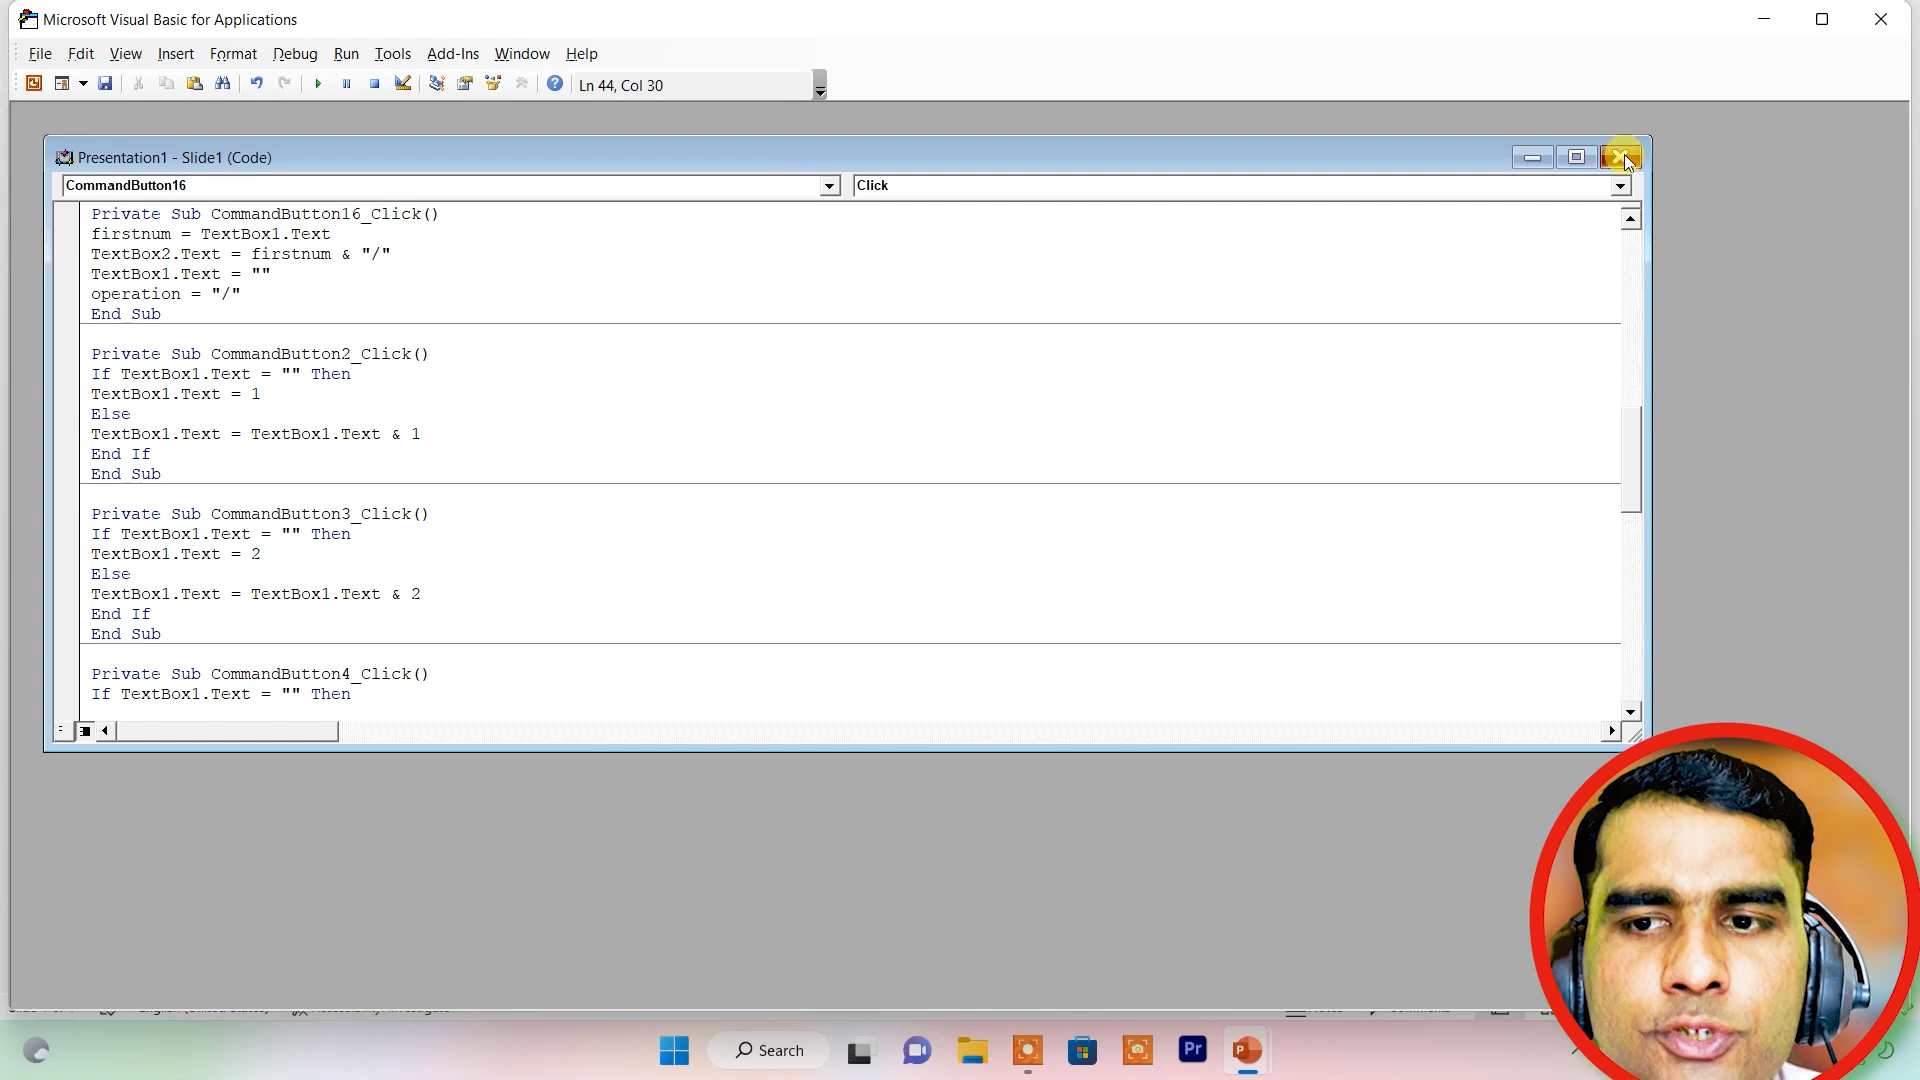 Microsoft Visual Basic for Applications
File Edit View Insert Format Debug Run Tools Add-Ins Window Help
Ln 44, Col 30
Presentation1 - Slide1 (Code)
CommandButton16 Click
Private Sub CommandButton16_Click()
firstnum = TextBox1.Text
TextBox2.Text = firstnum & "/"
TextBox1.Text = ""
operation = "/"
End Sub
Private Sub CommandButton2_Click()
If TextBox1.Text = "" Then
TextBox1.Text = 1
Else
TextBox1.Text = TextBox1.Text & 1
End If
End Sub
Private Sub CommandButton3_Click()
If TextBox1.Text = "" Then
TextBox1.Text = 2
Else
TextBox1.Text = TextBox1.Text & 2
End If
End Sub
Private Sub CommandButton4_Click()
If TextBox1.Text = "" Then
Search
Pr
P